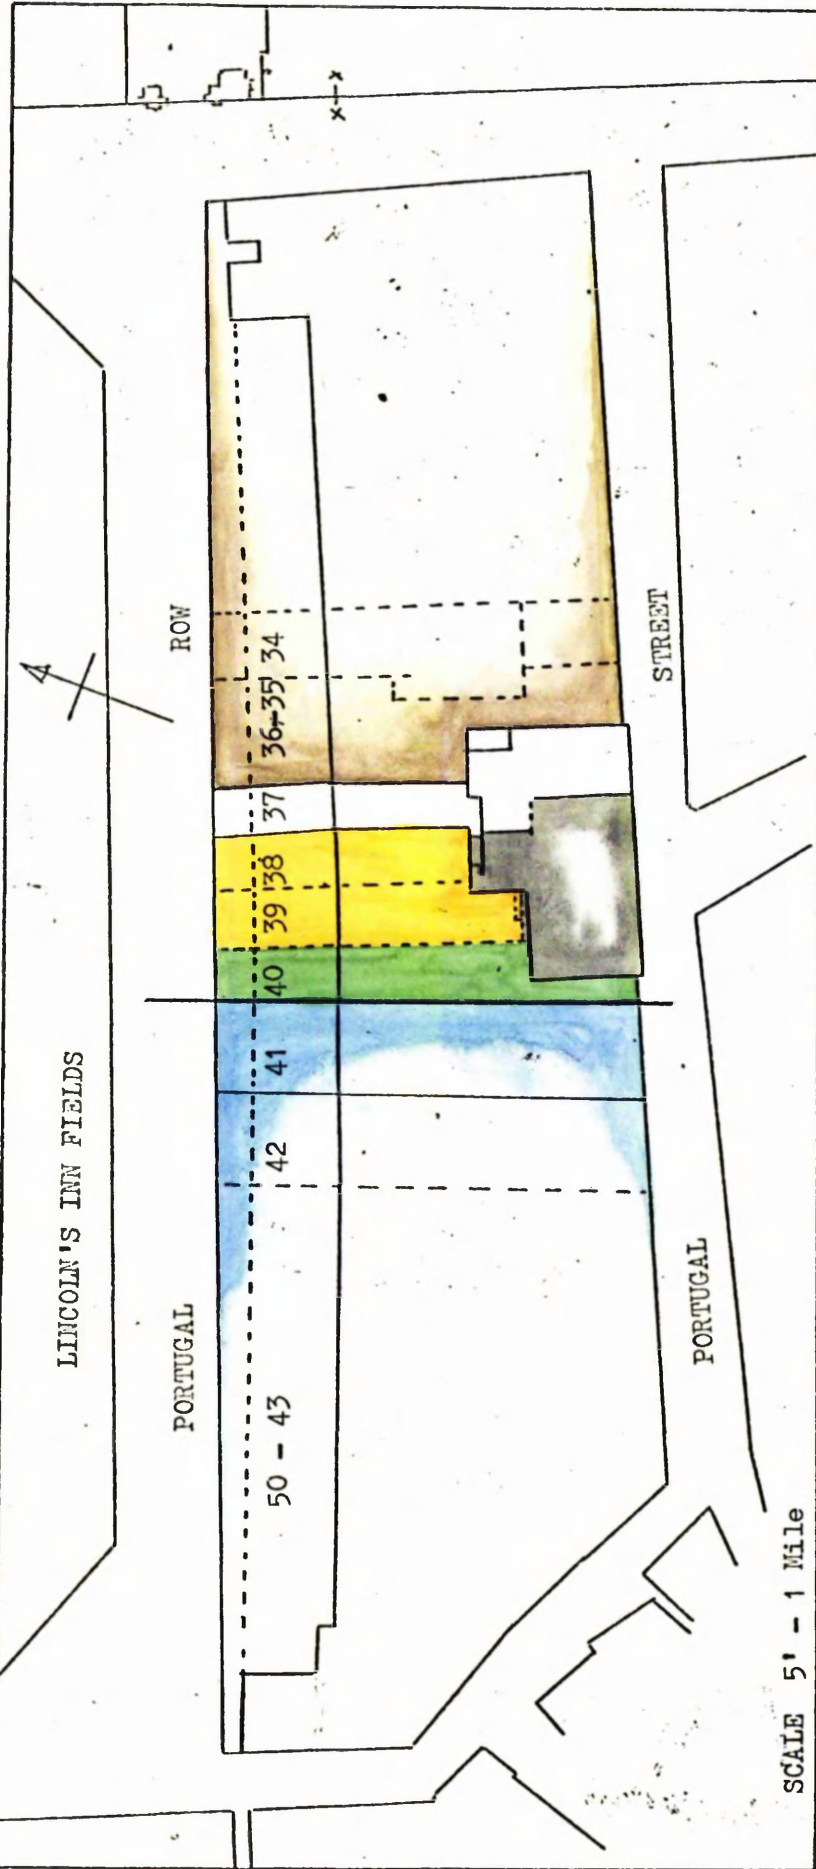 LINCOLN'S INN FIELDS
PORTUGAL ROW
50 - 43
42
41
40
39
38
37
36-35
34
PORTUGAL STREET
SCALE 5' - 1 Mile